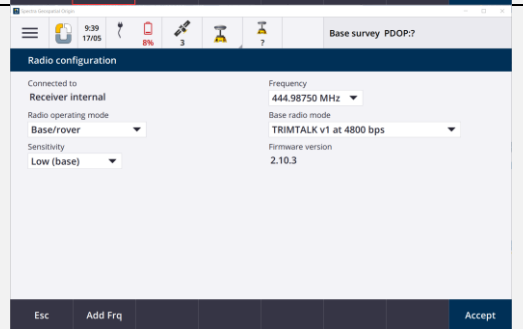 Spectra Geospatial Origin
9:39
17/05
8%
3
?
Base survey PDOP:?
Radio configuration
Connected to
Receiver internal
Frequency
444.98750 MHz
Radio operating mode
Base/rover
Base radio mode
TRIMTALK v1 at 4800 bps
Sensitivity
Low (base)
Firmware version
2.10.3
Esc
Add Frq
Accept